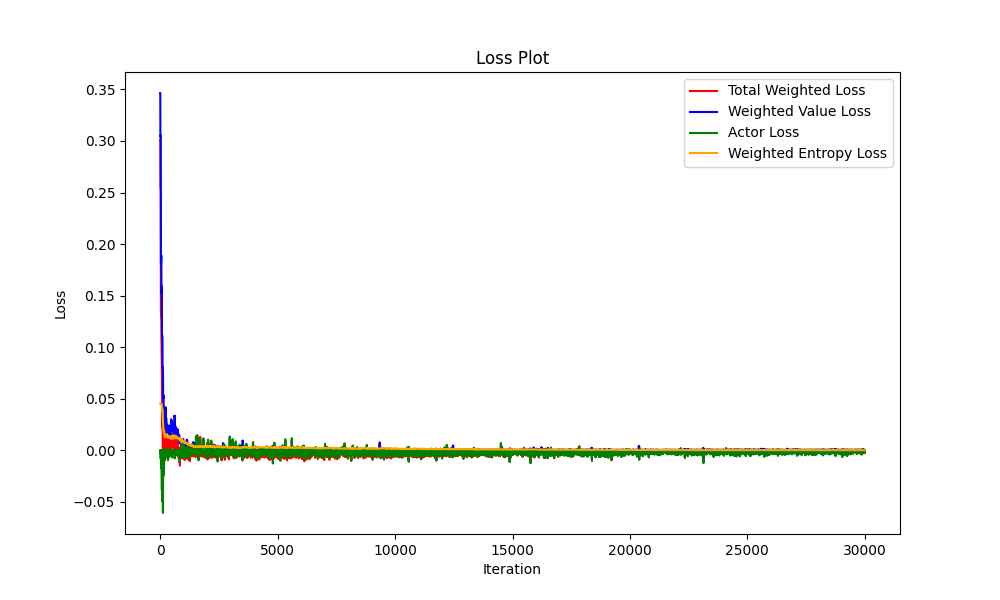 Loss Plot
Total Weighted Loss
Weighted Value Loss
Actor Loss
Weighted Entropy Loss
0.35
0.30
0.25
0.20
0.15
0.10
0.05
0.00
−0.05
Loss
0 5000 10000 15000 20000 25000 30000
Iteration